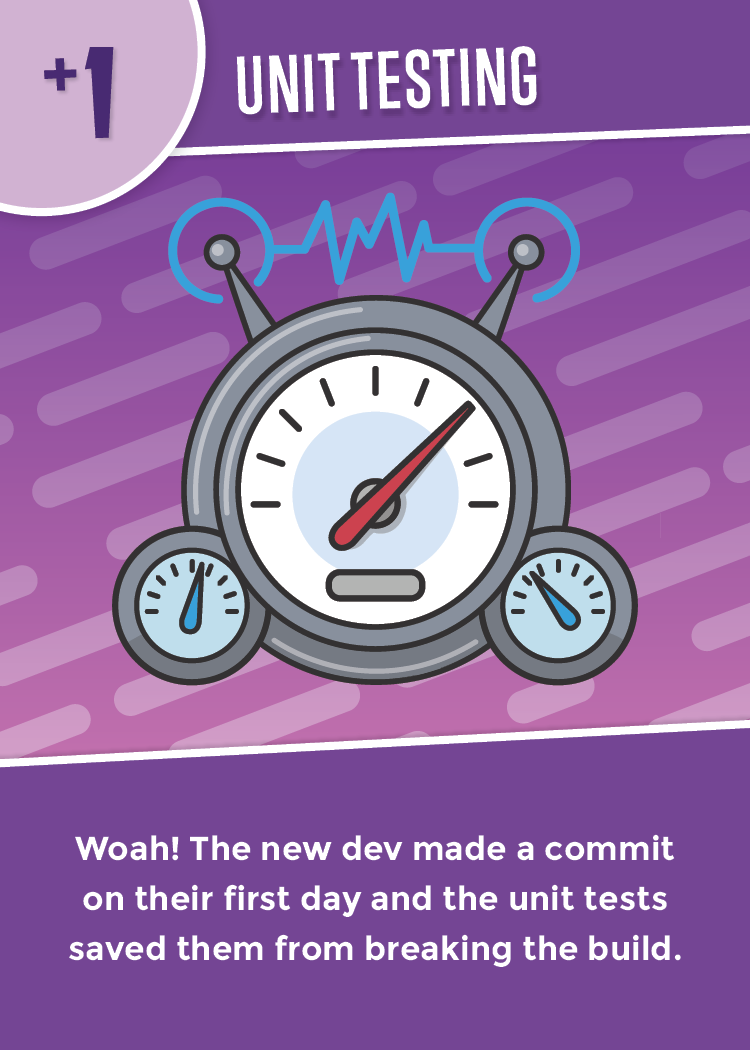 +1
UNIT TESTING
Woah! The new dev made a commit
on their first day and the unit tests
saved them from breaking the build.